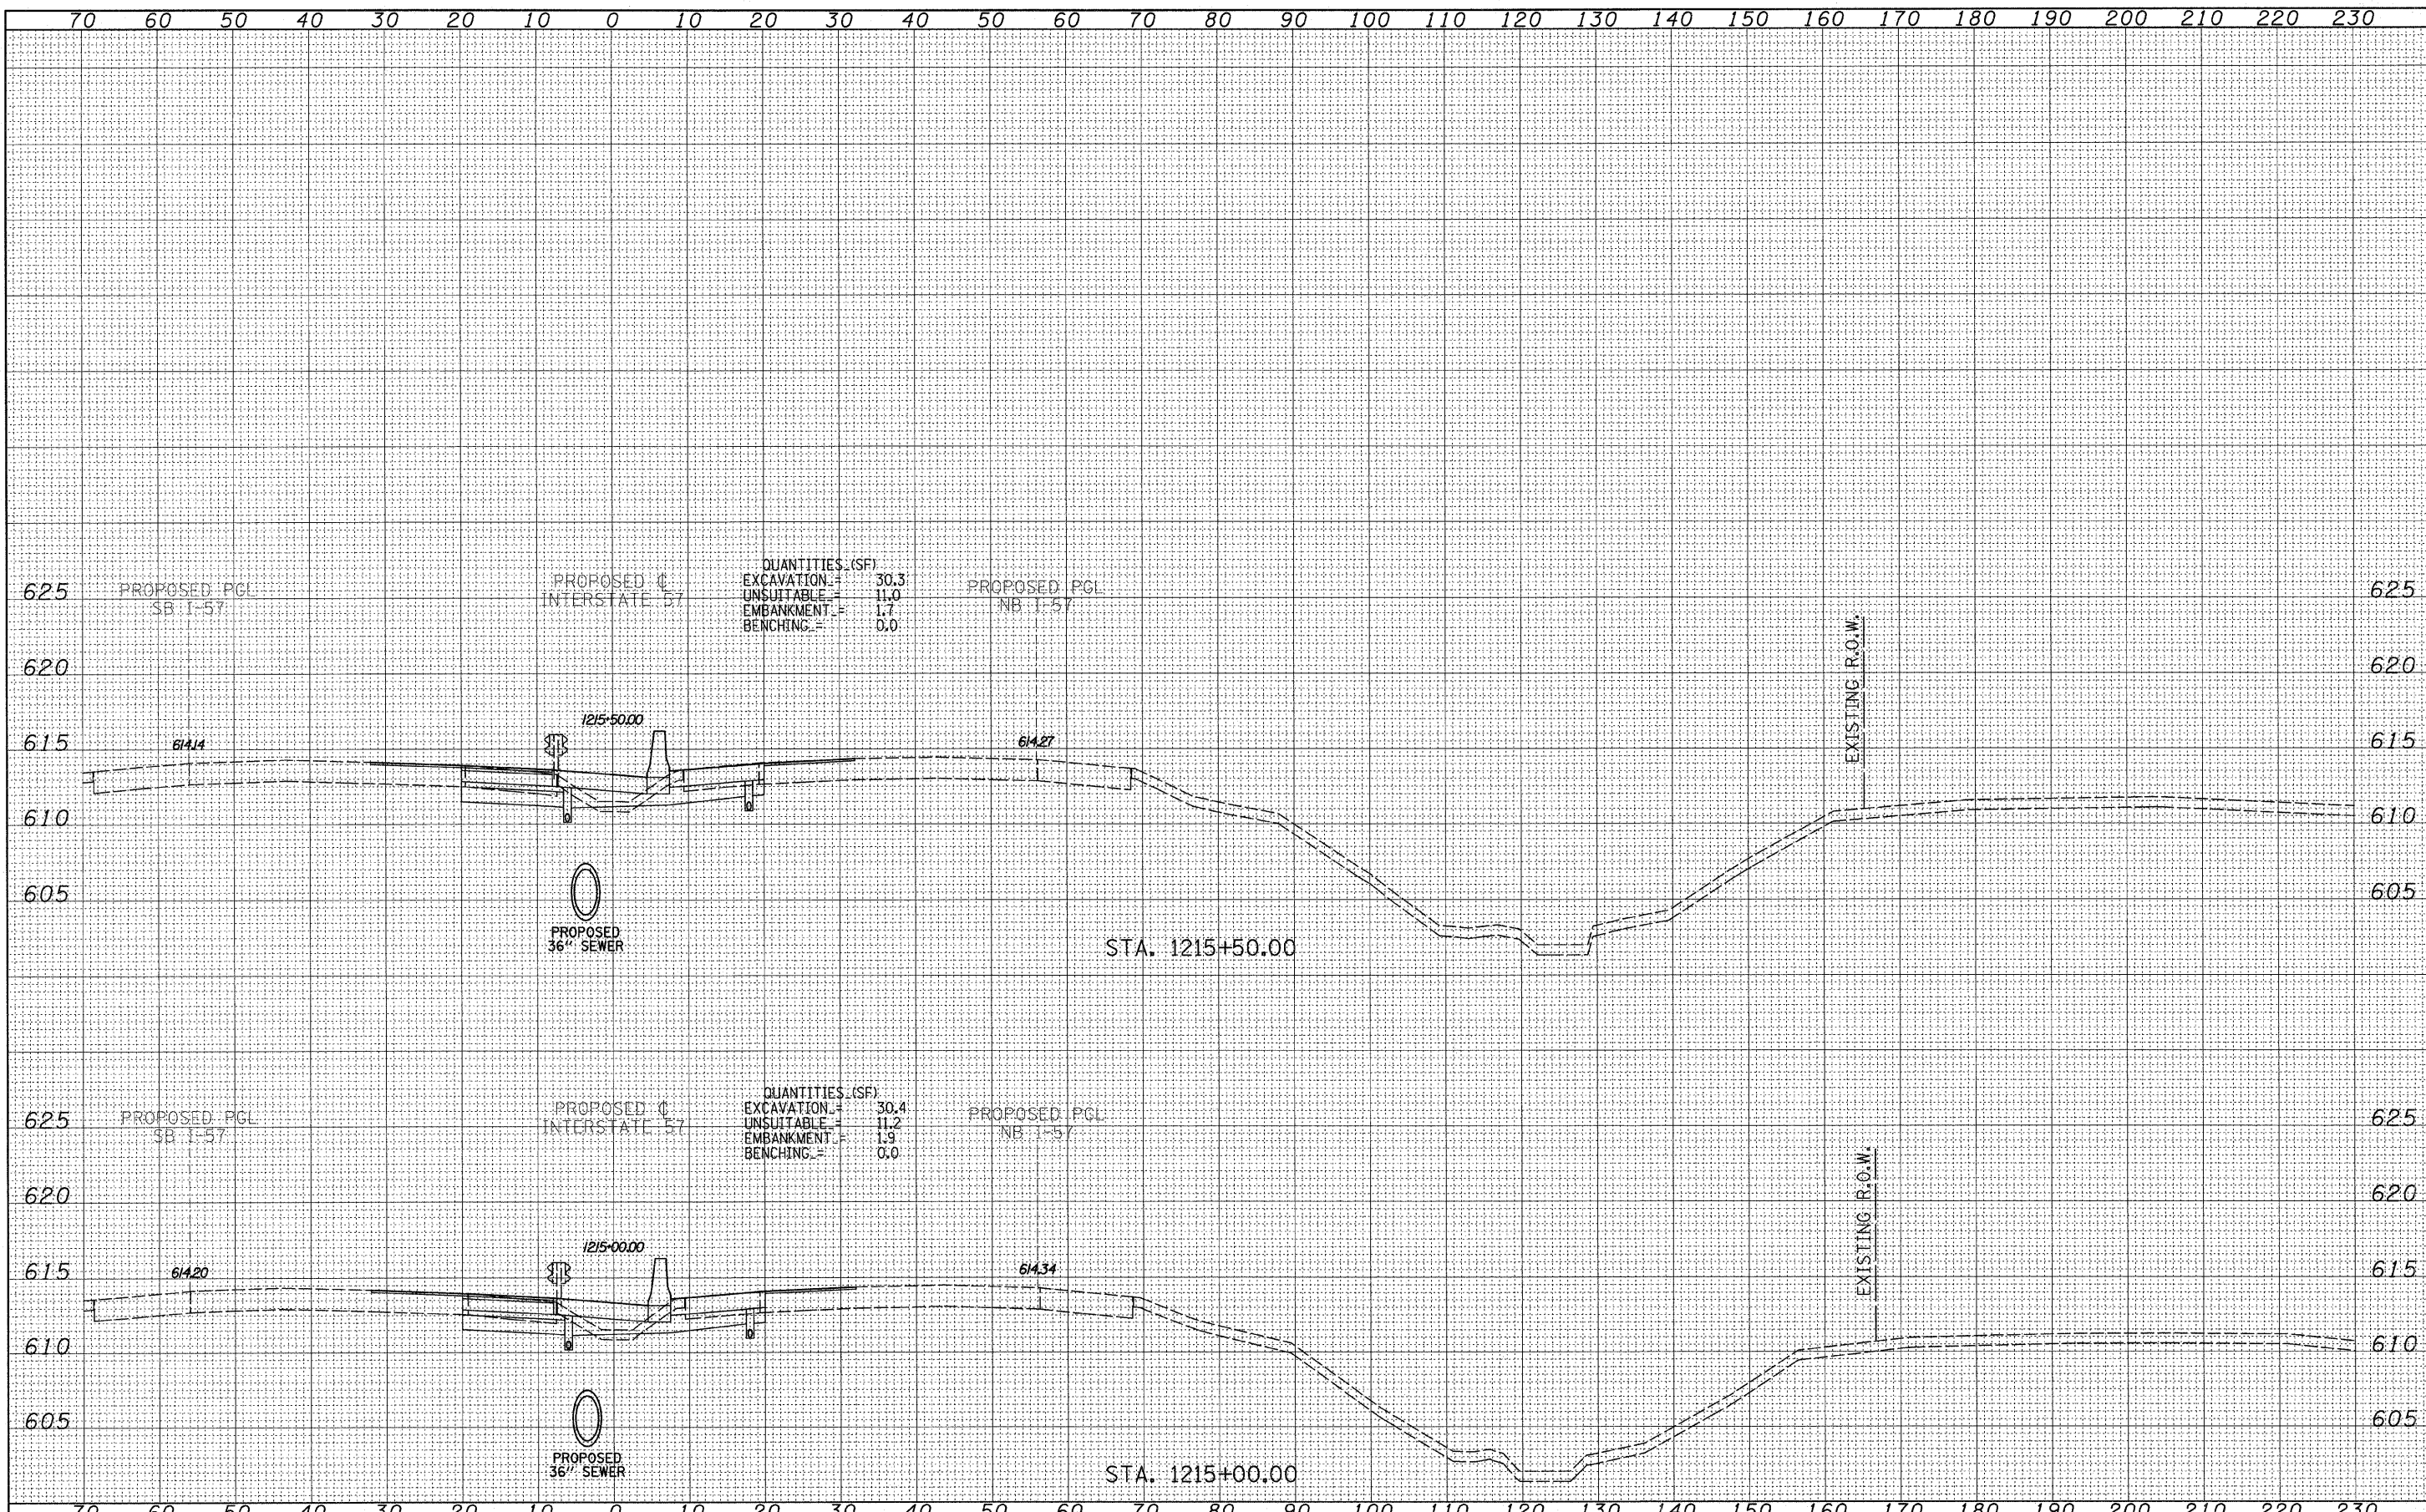 70 60 50 40 30 20 10 0 10 20 30 40 50 60 70 80 90 100 110 120 130 140 150 160 170 180 190 200 210 220 230
QUANTITIES (SF)
PROPOSED PGL
SB I-57
PROPOSED ℄
INTERSTATE 57
EXCAVATION = 30.3
UNSUITABLE = 11.0
EMBANKMENT = 1.7
BENCHING = 0.0
PROPOSED PGL
NB I-57
625 625
620 620
EXISTING R.O.W.
1215+50.00
615 614.14 614.27 615
610 610
605 605
PROPOSED
36" SEWER
STA. 1215+50.00
QUANTITIES (SF)
PROPOSED PGL
SB I-57
PROPOSED ℄
INTERSTATE 57
EXCAVATION = 30.4
UNSUITABLE = 11.2
EMBANKMENT = 1.9
BENCHING = 0.0
PROPOSED PGL
NB I-57
625 625
620 620
EXISTING R.O.W.
1215+00.00
615 614.20 614.34 615
610 610
605 605
PROPOSED
36" SEWER
STA. 1215+00.00
70 60 50 40 30 20 10 0 10 20 30 40 50 60 70 80 90 100 110 120 130 140 150 160 170 180 190 200 210 220 230